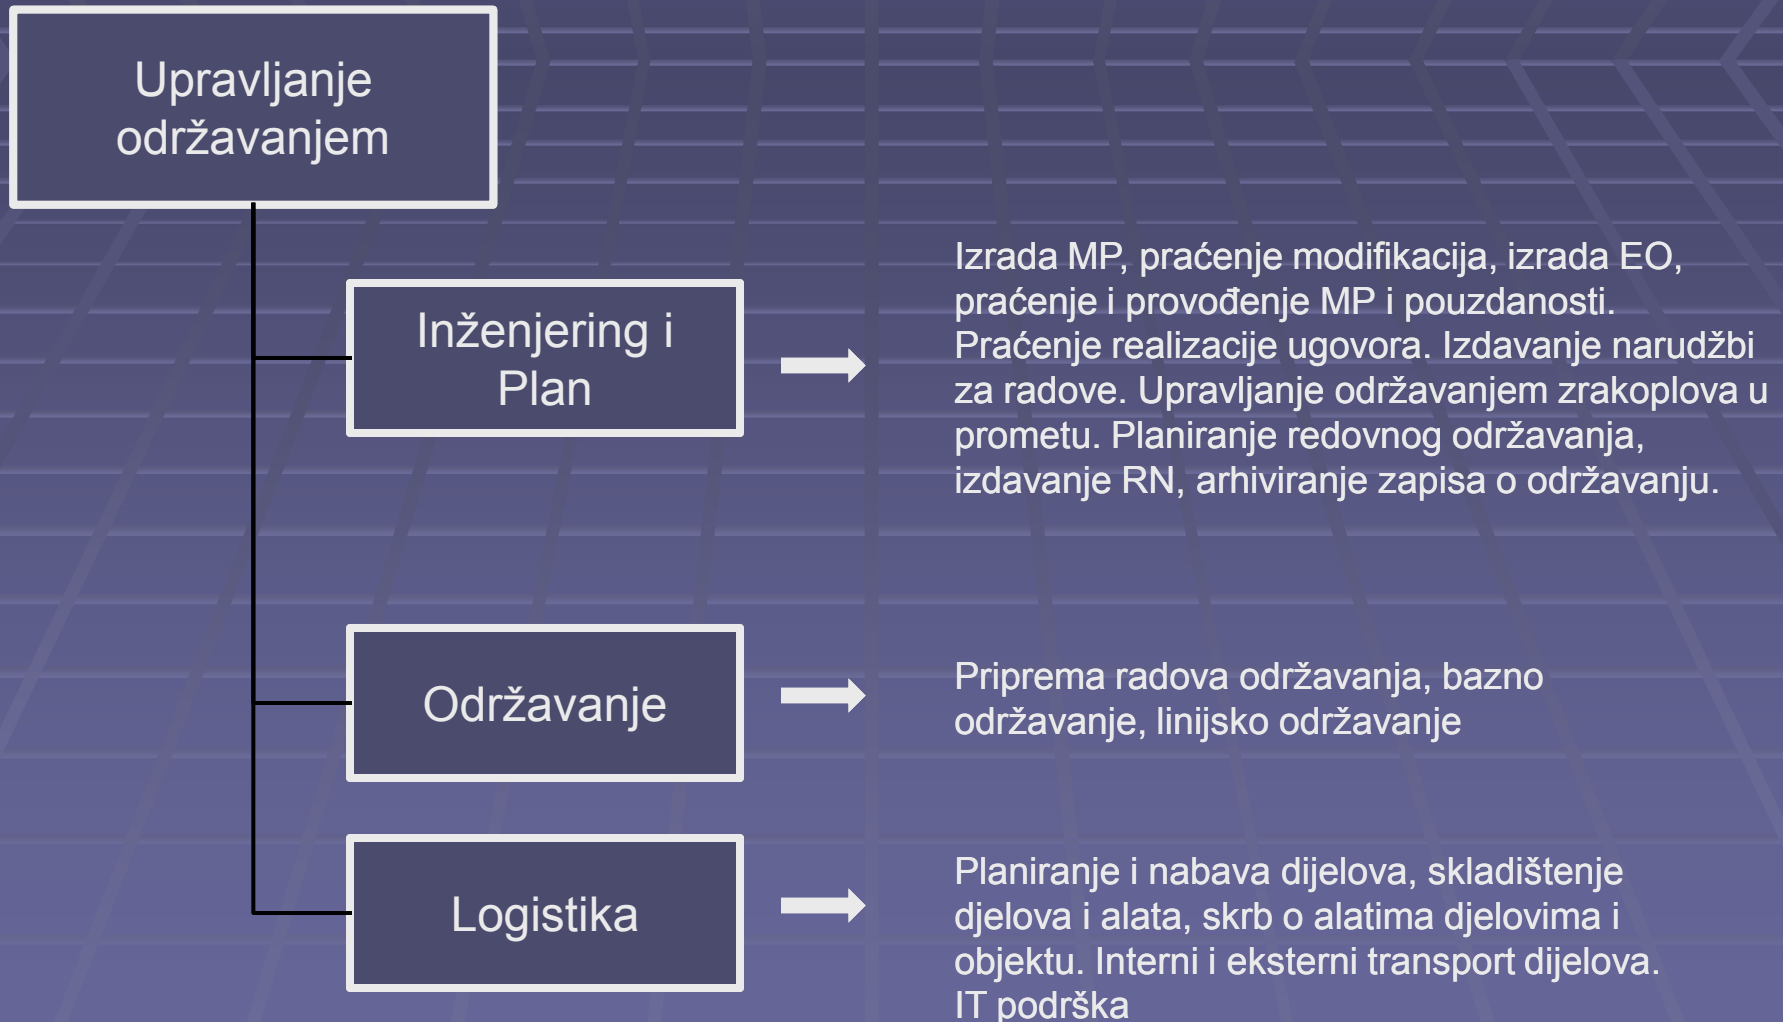 Upravljanje
održavanjem
Inženjering i
Plan
Izrada MP, praćenje modifikacija, izrada EO,
praćenje i provođenje MP i pouzdanosti.
Praćenje realizacije ugovora. Izdavanje narudžbi
za radove. Upravljanje održavanjem zrakoplova u
prometu. Planiranje redovnog održavanja,
izdavanje RN, arhiviranje zapisa o održavanju.
Održavanje
Priprema radova održavanja, bazno
održavanje, linijsko održavanje
Logistika
Planiranje i nabava dijelova, skladištenje
djelova i alata, skrb o alatima djelovima i
objektu. Interni i eksterni transport dijelova.
IT podrška